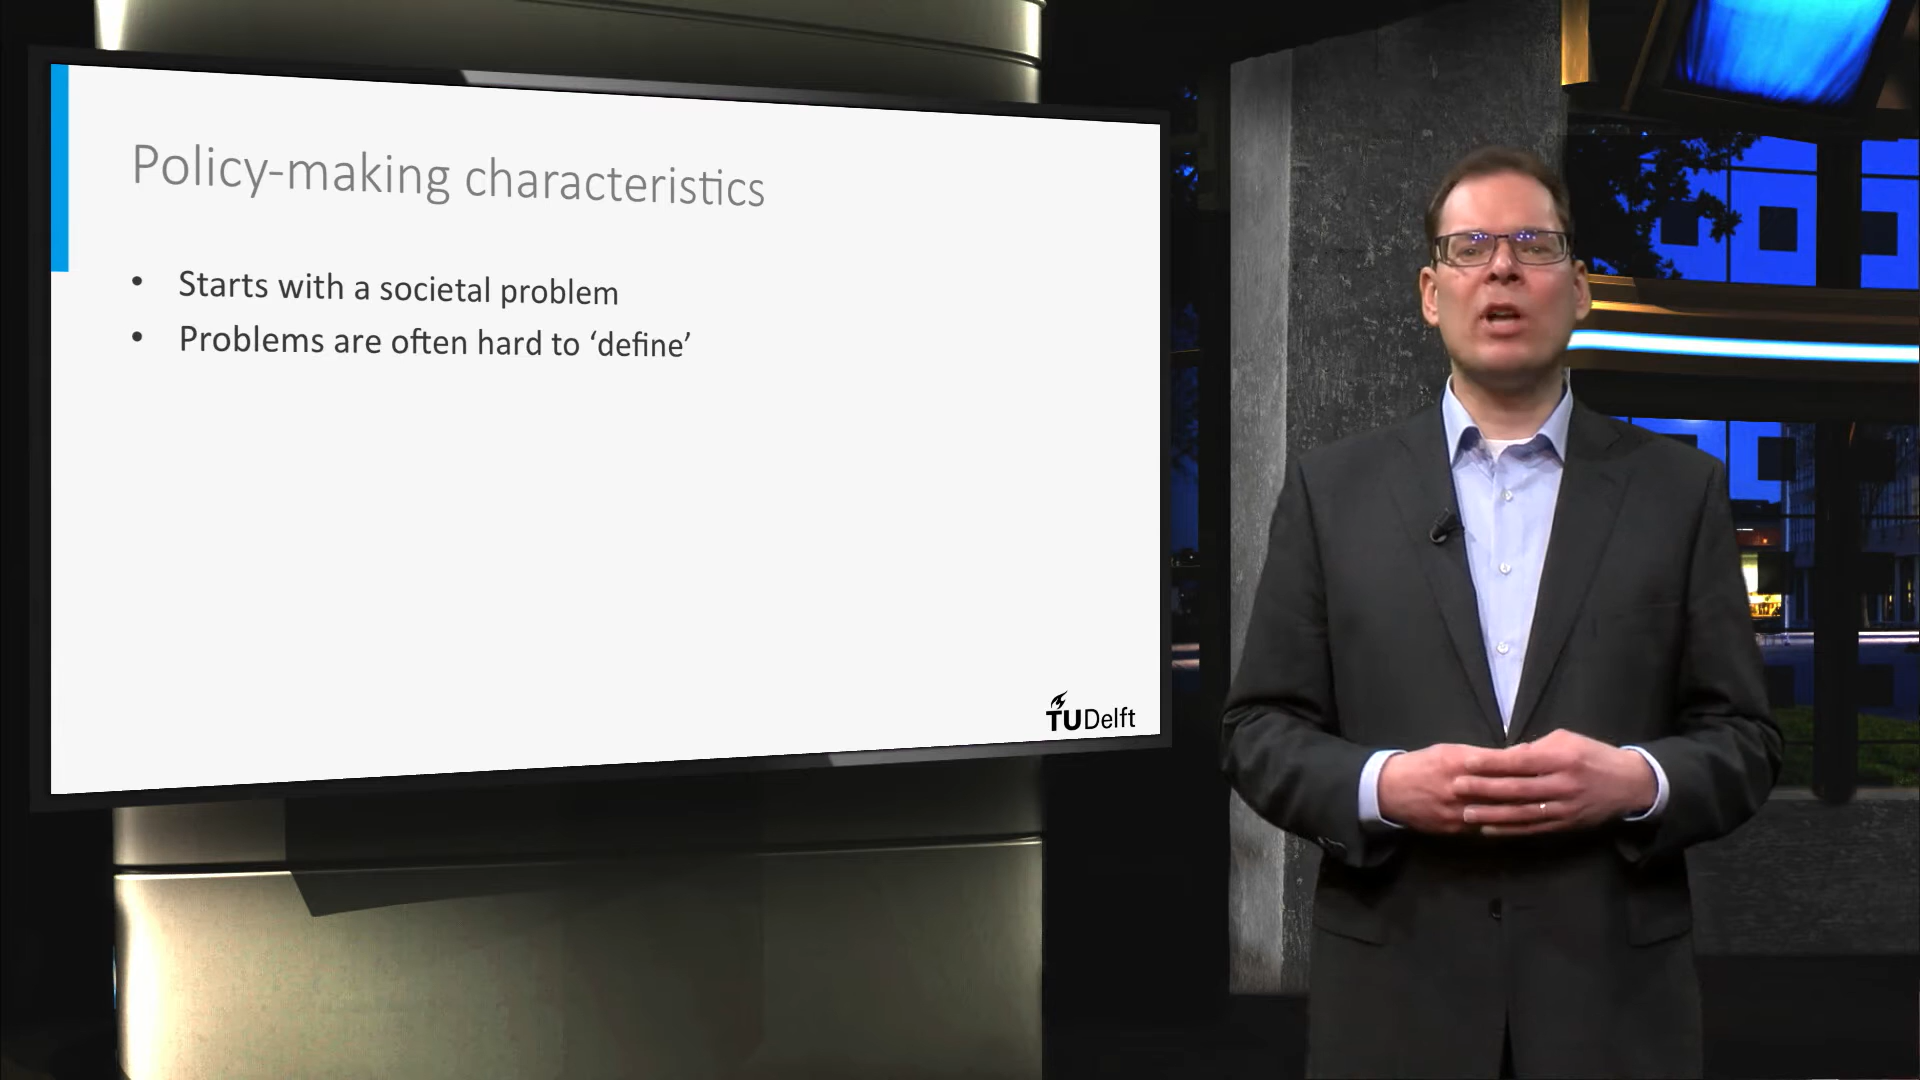 Policy-making characteristics
• Starts with a societal problem
• Problems are often hard to ‘define’
TUDelft